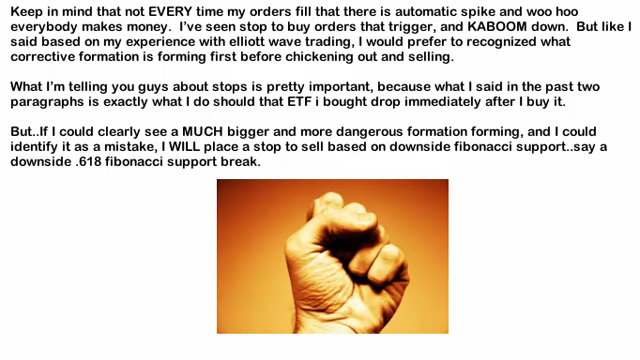 Keep in mind that not EVERY time my orders fill that there is automatic spike and woo hoo
everybody makes money.  I've seen stop to buy orders that trigger, and KABOOM down.  But like I
said based on my experience with elliott wave trading, I would prefer to recognized what
corrective formation is forming first before chickening out and selling.
What I'm telling you guys about stops is pretty important, because what I said in the past two
paragraphs is exactly what I do should that ETF i bought drop immediately after I buy it.
But..If I could clearly see a MUCH bigger and more dangerous formation forming, and I could
identify it as a mistake, I WILL place a stop to sell based on downside fibonacci support..say a
downside .618 fibonacci support break.